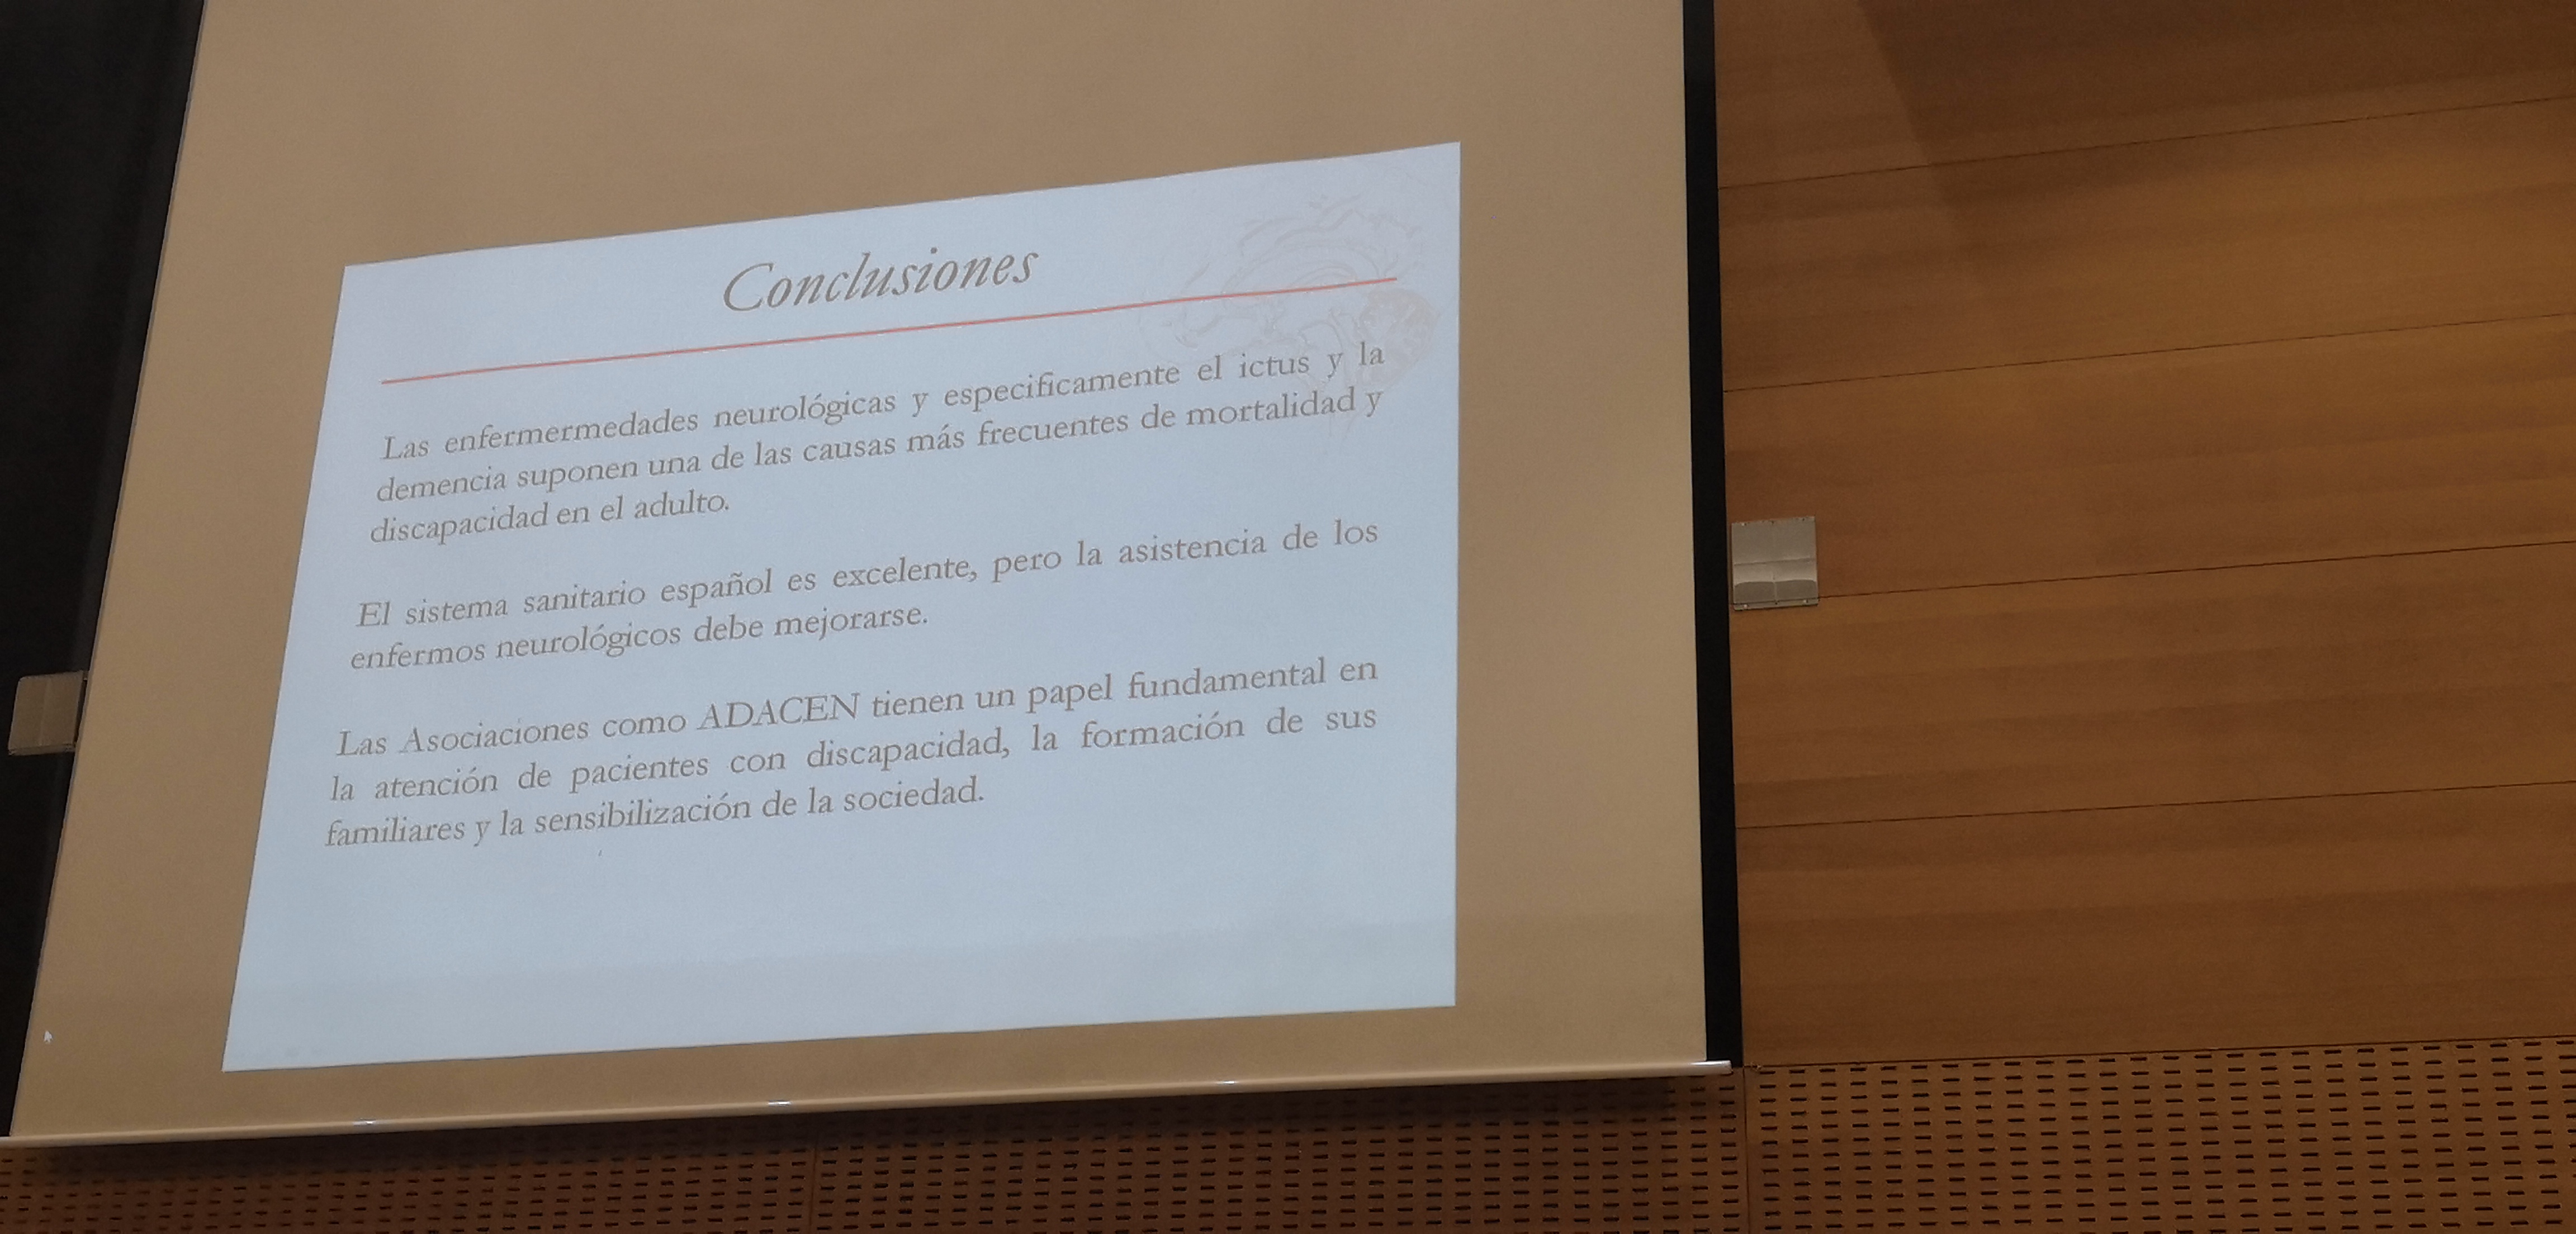 Conclusiones
Las enfermermedades neurológicas y especificamente el ictus y la
demencia suponen una de las causas más frecuentes de mortalidad y
discapacidad en el adulto.
El sistema sanitario español es excelente, pero la asistencia de los
enfermos neurológicos debe mejorarse.
Las Asociaciones como ADACEN tienen un papel fundamental en
la atención de pacientes con discapacidad, la formación de sus
familiares y la sensibilización de la sociedad.